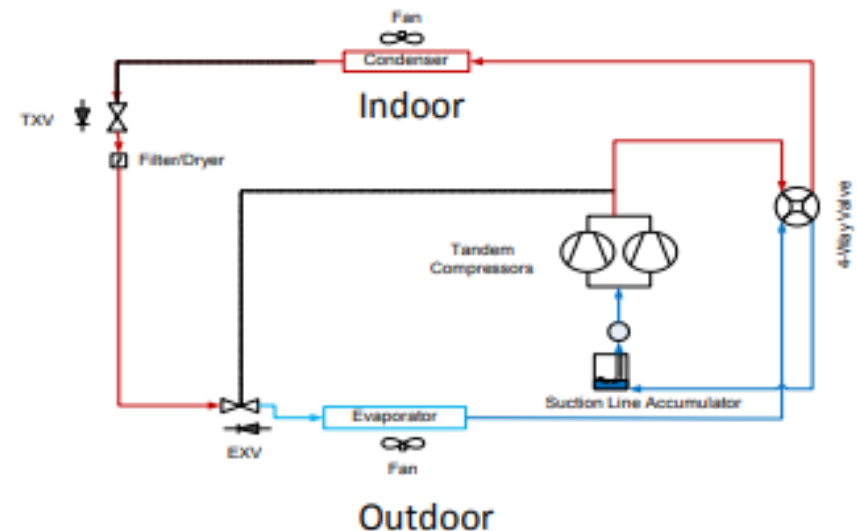 Fan
Condenser
Indoor
TXV
Filter/Dryer
4-Way Valve
Tandem
Compressors
Suction Line Accumulator
Evaporator
EXV
Fan
Outdoor